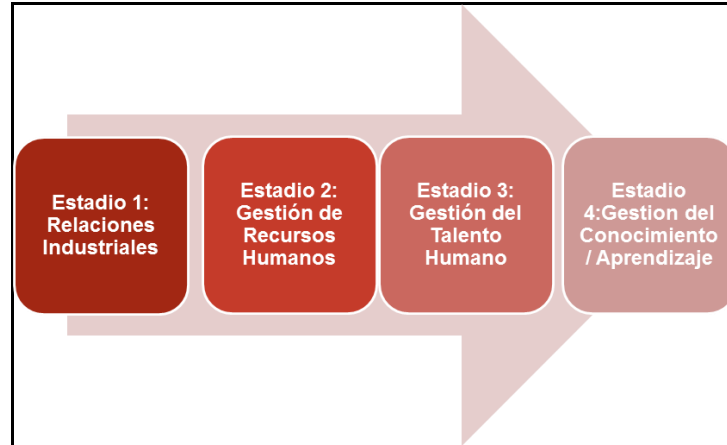 Estadio 1:
Relaciones
Industriales
Estadio 2:
Gestión de
Recursos
Humanos
Estadio 3:
Gestión del
Talento
Humano
Estadio
4:Gestion del
Conocimiento
/ Aprendizaje